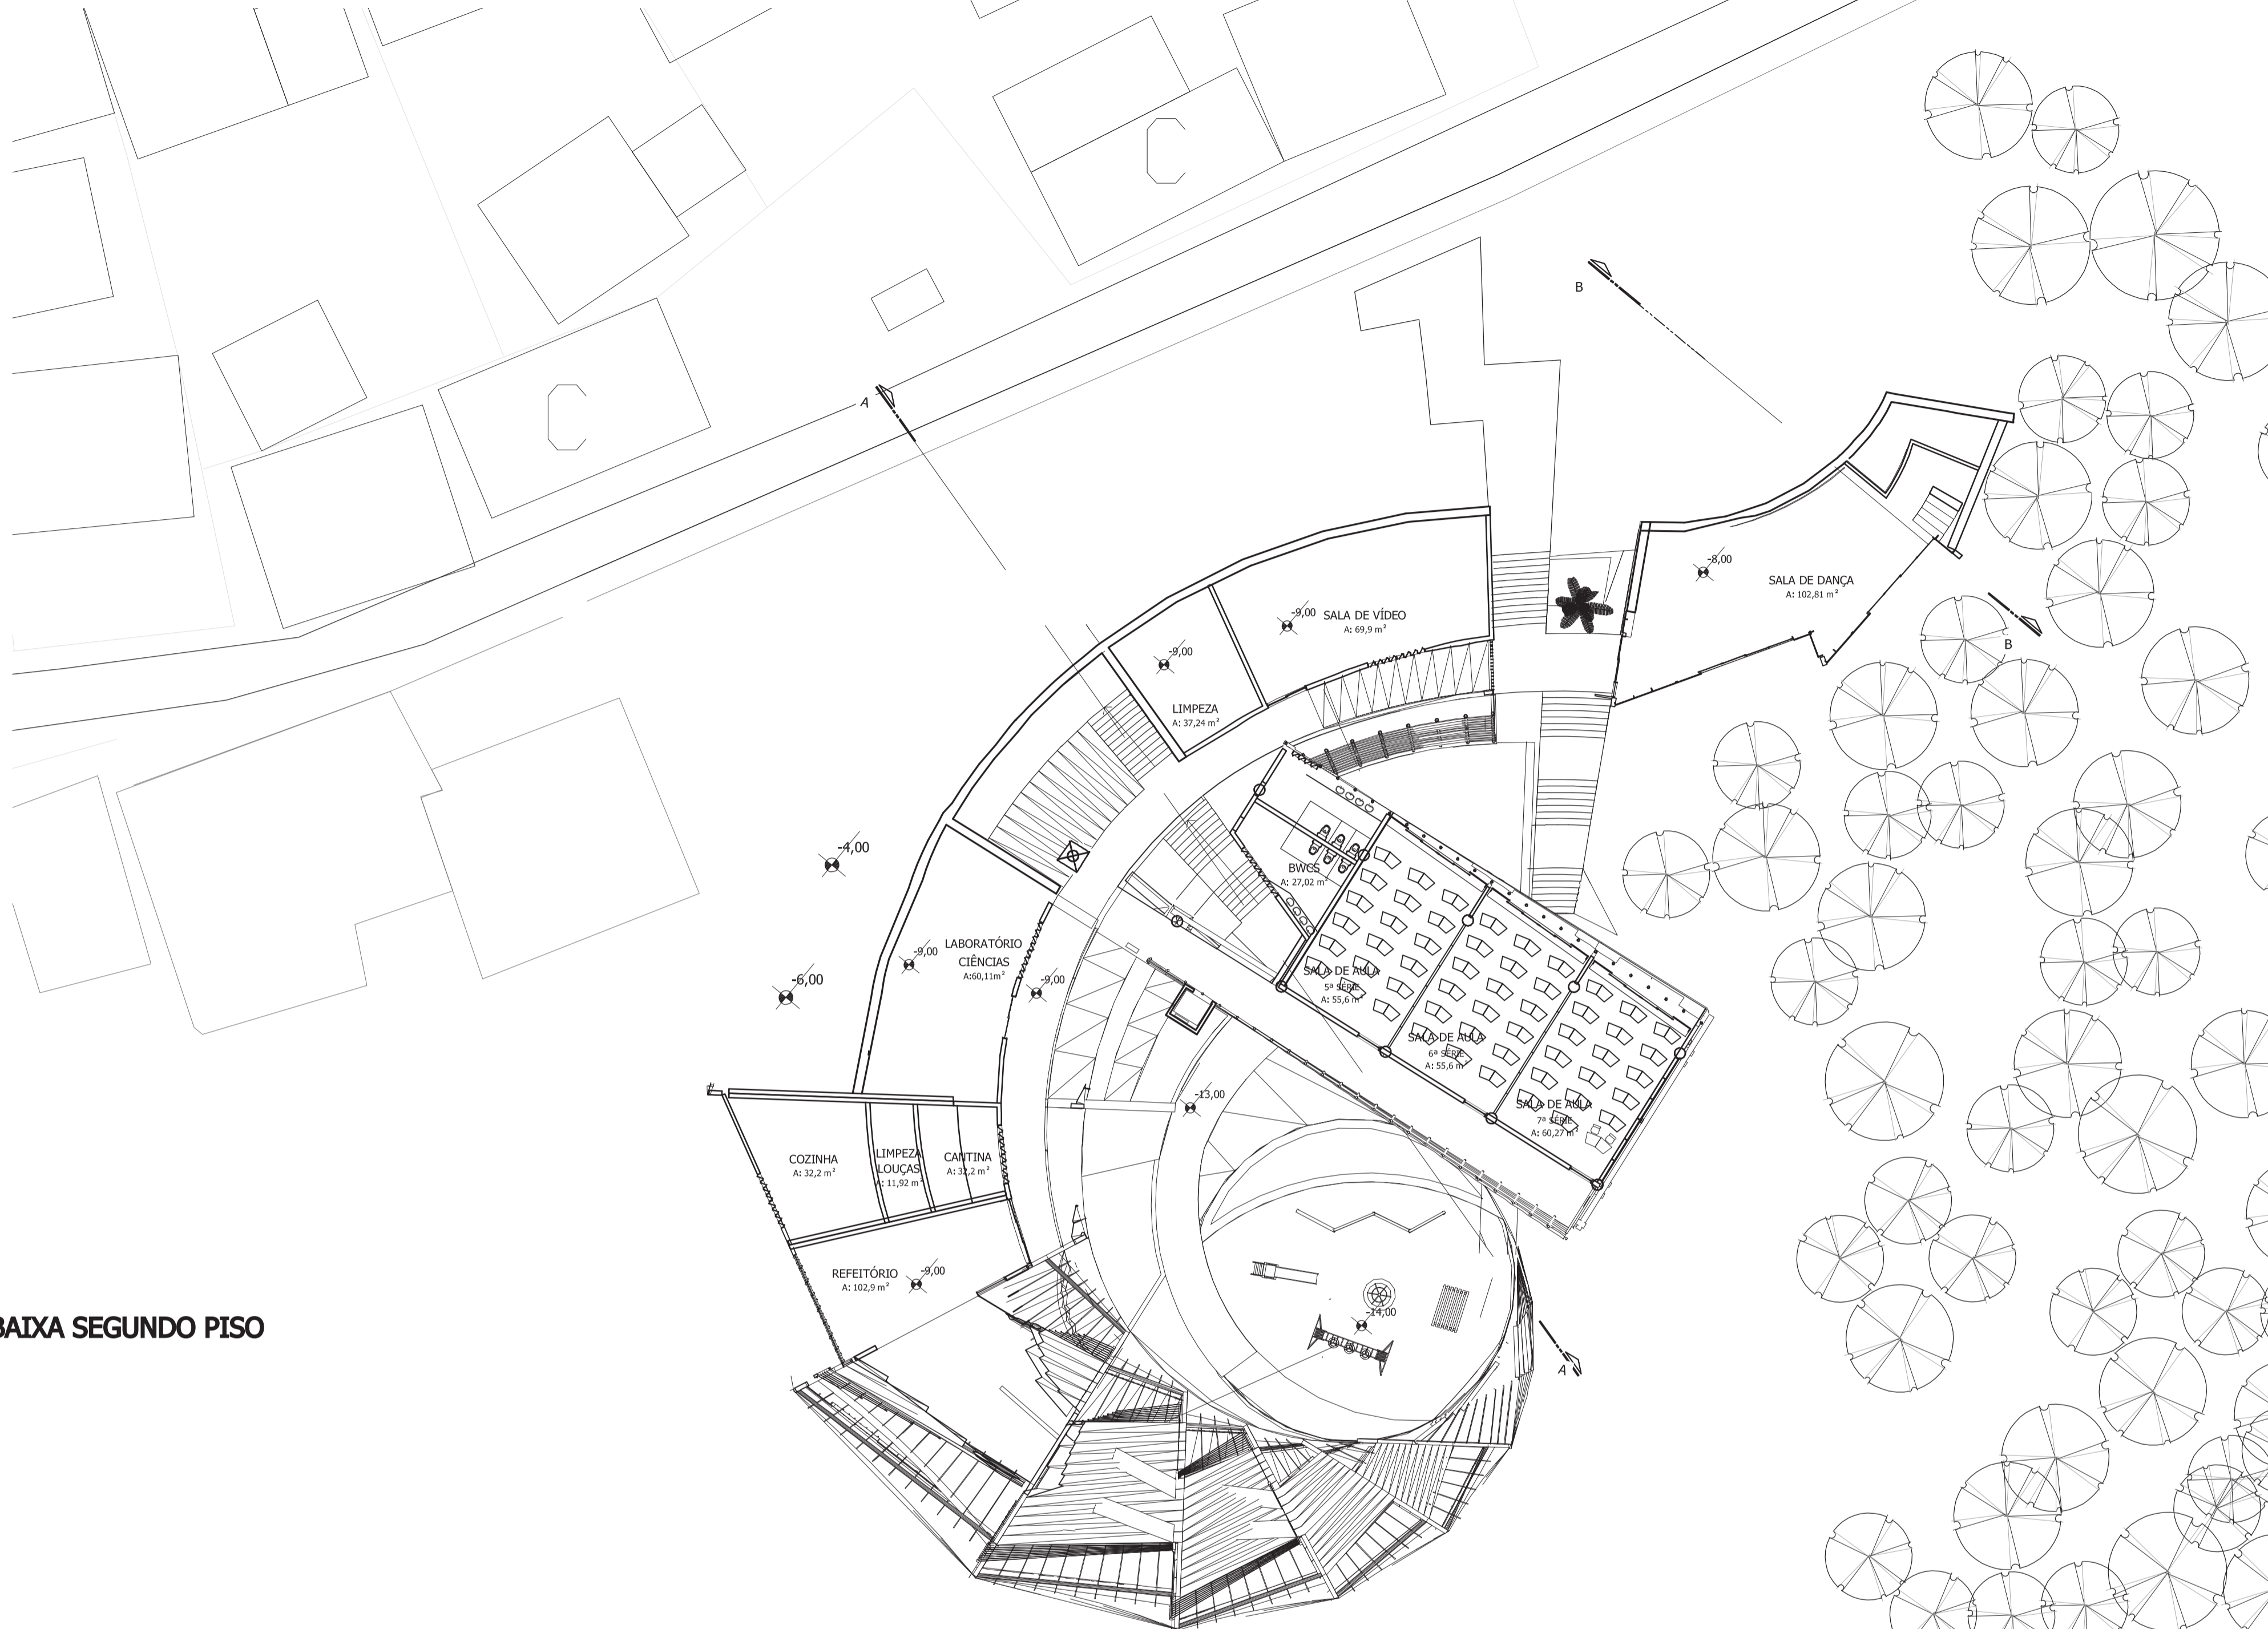 B
A
-8,00
SALA DE DANÇA
A: 102,81 m²
-9,00
SALA DE VÍDEO
A: 69,9 m²
-9,00
B
LIMPEZA
A: 37,24 m²
-4,00
BWCS
A: 27,02 m²
-9,00
LABORATÓRIO
CIÊNCIAS
A:60,11m²
-9,00
-6,00
SALA DE AULA
5ª SÉRIE
A: 55,6 m²
SALA DE AULA
6ª SÉRIE
A: 55,6 m²
-13,00
SALA DE AULA
7ª SÉRIE
A: 60,27 m²
COZINHA
A: 32,2 m²
LIMPEZA
LOUÇAS
A: 11,92 m²
CANTINA
A: 32,2 m²
REFEITÓRIO
A: 102,9 m²
-9,00
-14,00
BAIXA SEGUNDO PISO
A